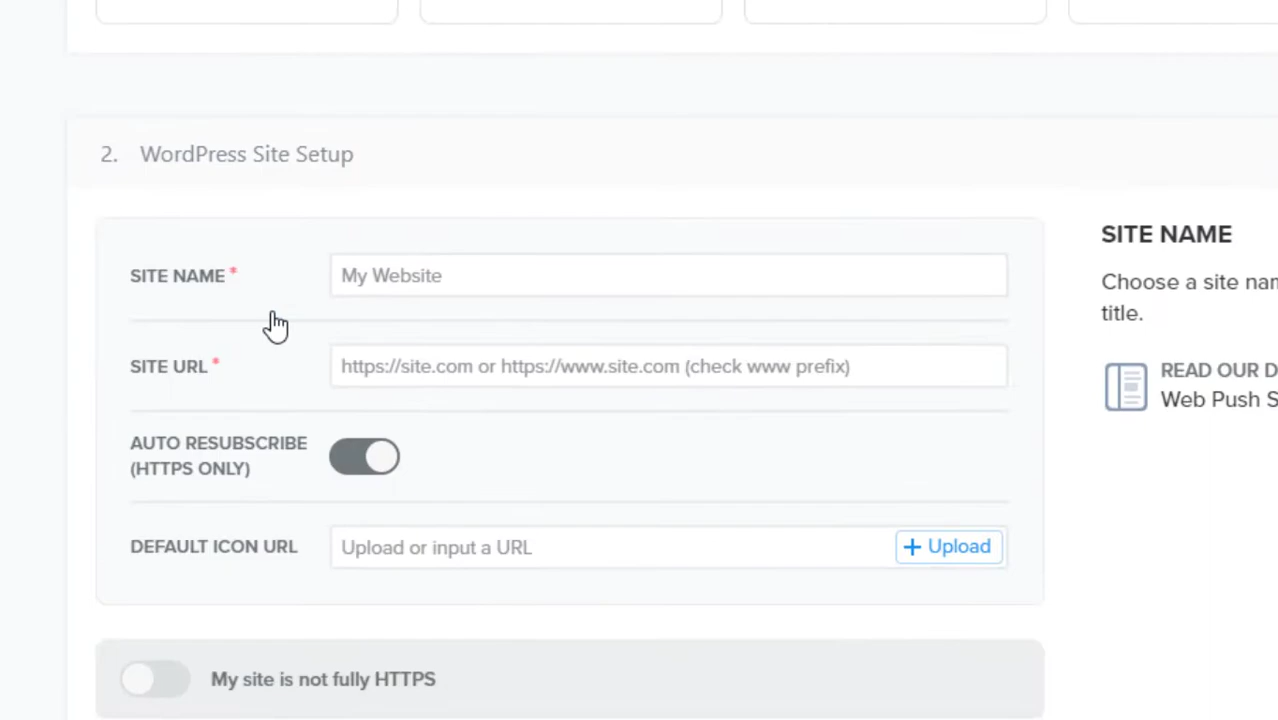 2. WordPress Site Setup
SITE NAME *
My Website
SITE URL *
https://site.com or https://www.site.com (check www prefix)
AUTO RESUBSCRIBE
(HTTPS ONLY)
DEFAULT ICON URL
Upload or input a URL
+ Upload
My site is not fully HTTPS
SITE NAME
Choose a site
title.
READ OUR
Web Push